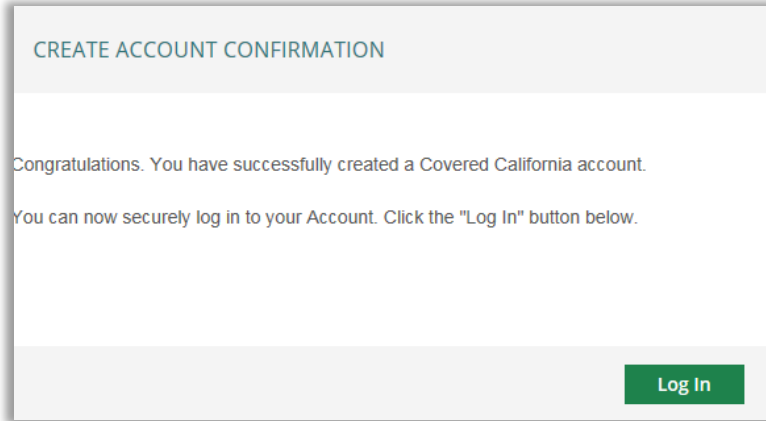 CREATE ACCOUNT CONFIRMATION
Congratulations. You have successfully created a Covered California account.
You can now securely log in to your Account. Click the "Log In" button below.
Log In